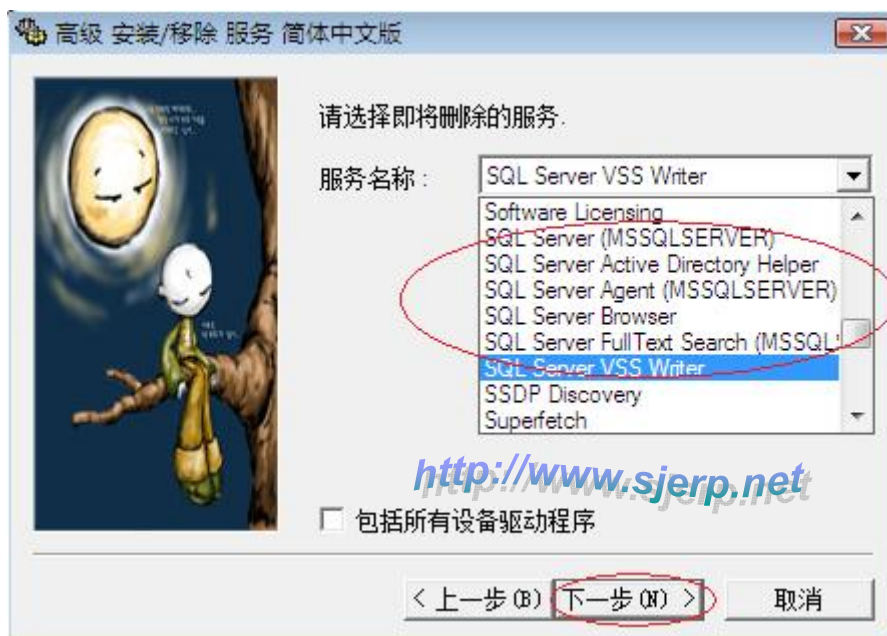 高级 安装/移除 服务 简体中文版
请选择即将删除的服务.
服务名称 :
SQL Server VSS Writer
Software Licensing
SQL Server (MSSQLSERVER)
SQL Server Active Directory Helper
SQL Server Agent (MSSQLSERVER)
SQL Server Browser
SQL Server FullText Search (MSSQL
SQL Server VSS Writer
SSDP Discovery
Superfetch
http://www.sjerp.net
包括所有设备驱动程序
< 上一步(B)
下一步(N) >
取消